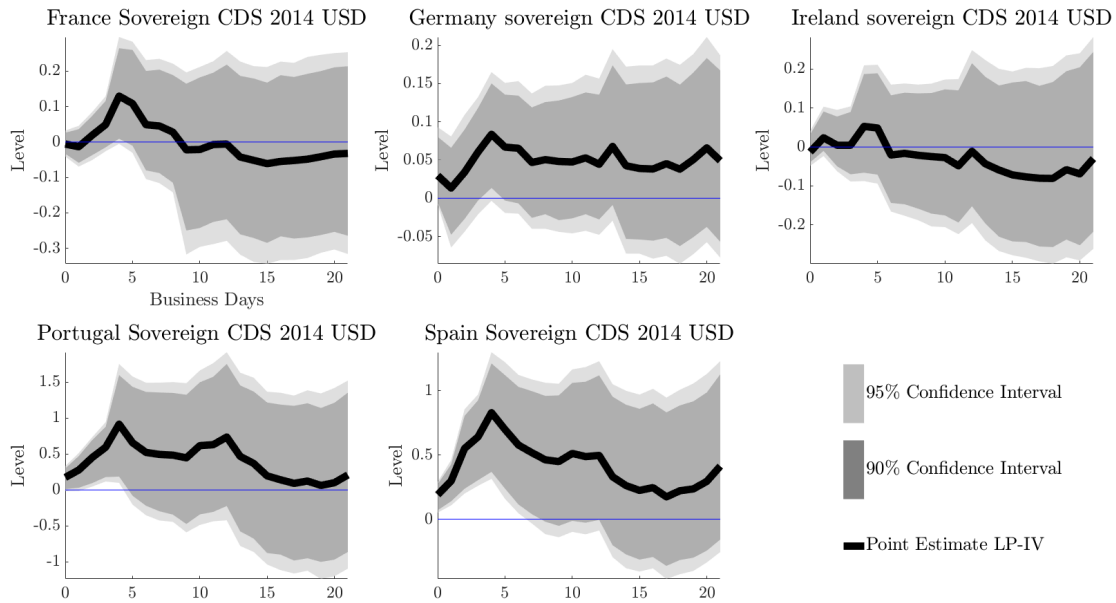 France Sovereign CDS 2014 USD
Germany sovereign CDS 2014 USD
Ireland sovereign CDS 2014 USD
Level
0.2
0.1
0
-0.1
-0.2
-0.3
0 5 10 15 20
Business Days
Level
0.2
0.15
0.1
0.05
0
-0.05
0 5 10 15 20
Level
0.2
0.1
0
-0.1
-0.2
0 5 10 15 20
Portugal Sovereign CDS 2014 USD
Spain Sovereign CDS 2014 USD
Level
1.5
1
0.5
0
-0.5
-1
0 5 10 15 20
Level
1
0.5
0
0 5 10 15 20
95% Confidence Interval
90% Confidence Interval
Point Estimate LP-IV